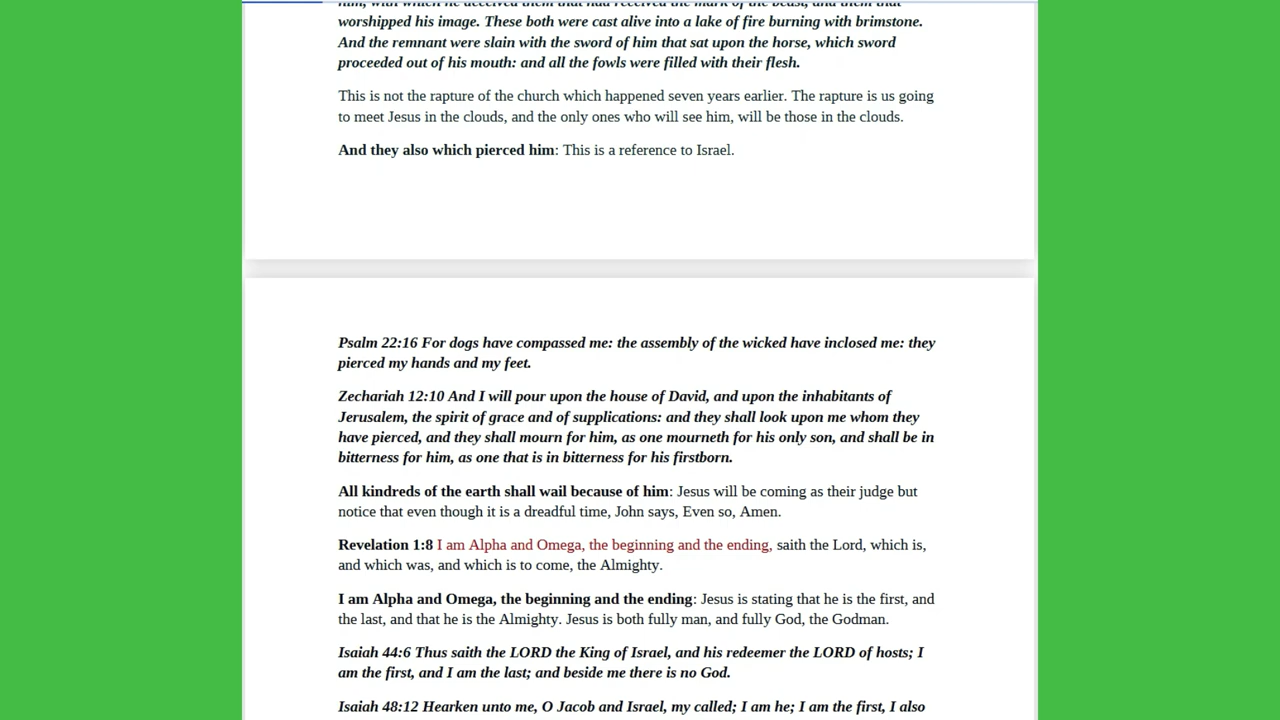 him, with which he deceived them that had received the mark of the beast, and them that
worshipped his image. These both were cast alive into a lake of fire burning with brimstone.
And the remnant were slain with the sword of him that sat upon the horse, which sword
proceeded out of his mouth: and all the fowls were filled with their flesh.
This is not the rapture of the church which happened seven years earlier. The rapture is us going
to meet Jesus in the clouds, and the only ones who will see him, will be those in the clouds.
And they also which pierced him: This is a reference to Israel.
Psalm 22:16 For dogs have compassed me: the assembly of the wicked have inclosed me: they
pierced my hands and my feet.
Zechariah 12:10 And I will pour upon the house of David, and upon the inhabitants of
Jerusalem, the spirit of grace and of supplications: and they shall look upon me whom they
have pierced, and they shall mourn for him, as one mourneth for his only son, and shall be in
bitterness for him, as one that is in bitterness for his firstborn.
All kindreds of the earth shall wail because of him: Jesus will be coming as their judge but
notice that even though it is a dreadful time, John says, Even so, Amen.
Revelation 1:8 I am Alpha and Omega, the beginning and the ending, saith the Lord, which is,
and which was, and which is to come, the Almighty.
I am Alpha and Omega, the beginning and the ending: Jesus is stating that he is the first, and
the last, and that he is the Almighty. Jesus is both fully man, and fully God, the Godman.
Isaiah 44:6 Thus saith the LORD the King of Israel, and his redeemer the LORD of hosts; I
am the first, and I am the last; and beside me there is no God.
Isaiah 48:12 Hearken unto me, O Jacob and Israel, my called; I am he; I am the first, I also